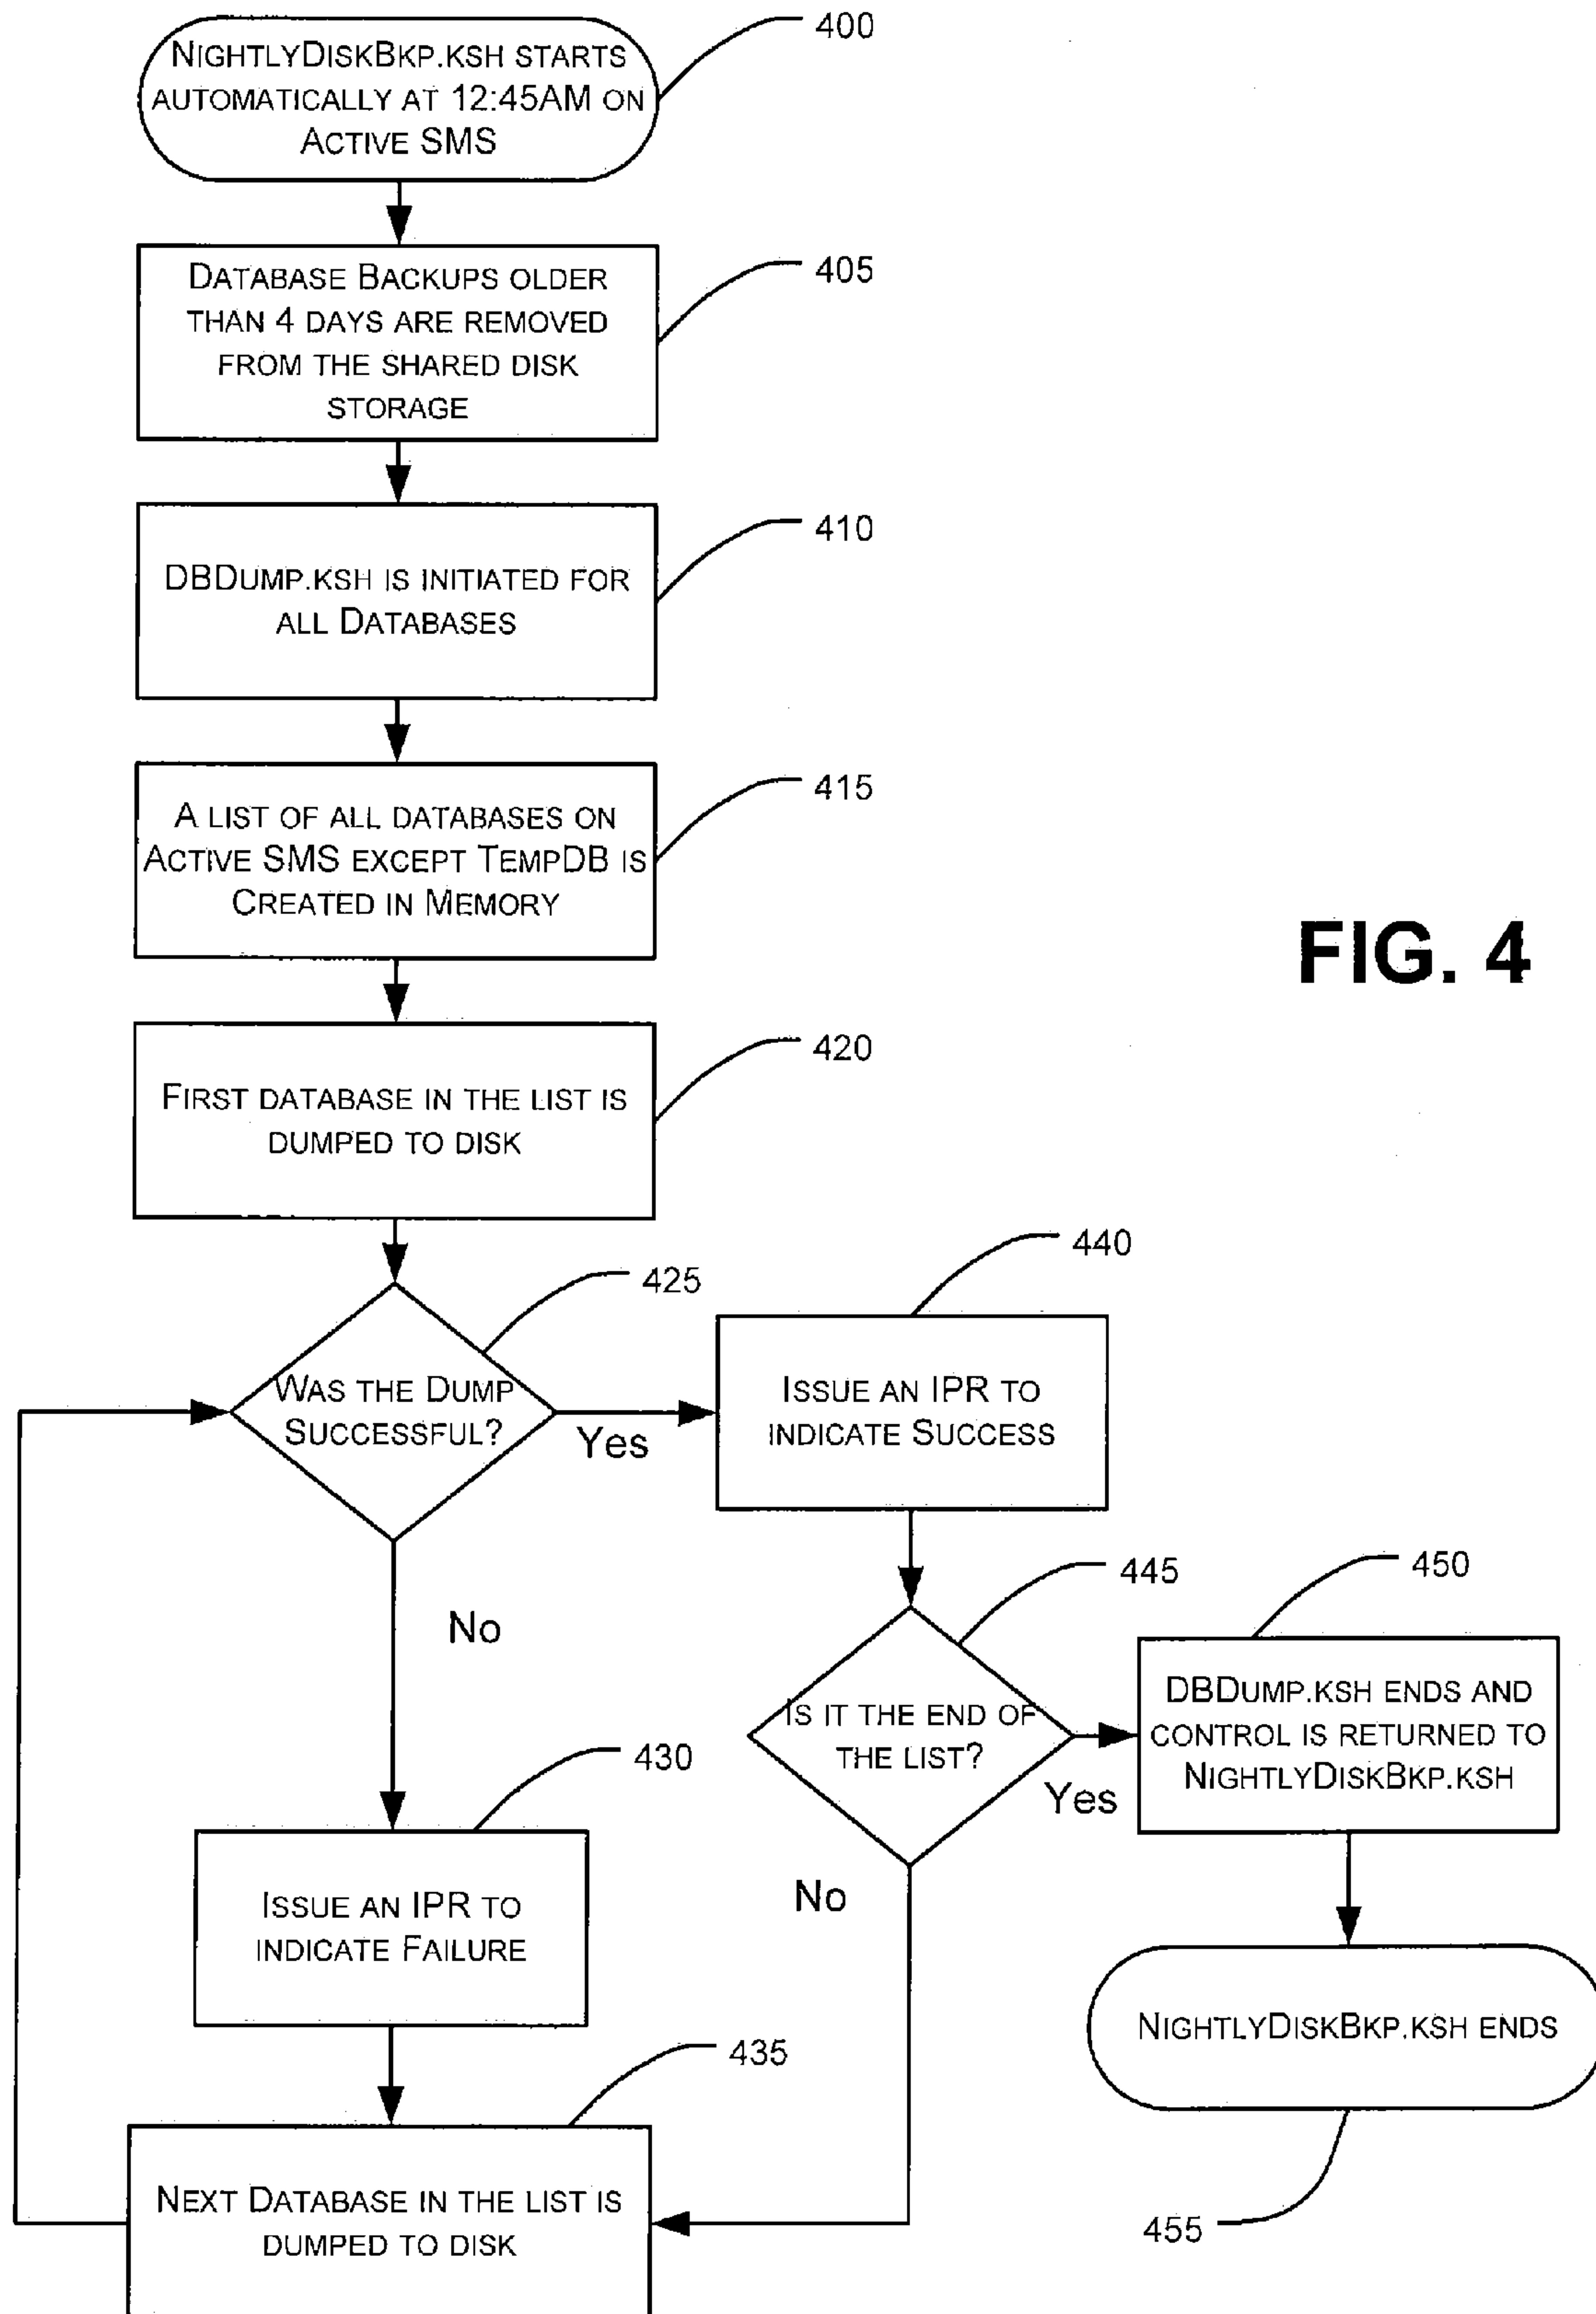 NIGHTLYDISKBKP.KSH STARTS
AUTOMATICALLY AT 12:45AM ON
ACTIVE SMS
400
DATABASE BACKUPS OLDER
THAN 4 DAYS ARE REMOVED
FROM THE SHARED DISK
STORAGE
405
DBDUMP.KSH IS INITIATED FOR
ALL DATABASES
410
A LIST OF ALL DATABASES ON
ACTIVE SMS EXCEPT TEMPDB IS
CREATED IN MEMORY
415
FIG. 4
FIRST DATABASE IN THE LIST IS
DUMPED TO DISK
420
WAS THE DUMP
SUCCESSFUL?
425
Yes
No
ISSUE AN IPR TO
INDICATE SUCCESS
440
IS IT THE END OF
THE LIST?
445
Yes
No
DBDUMP.KSH ENDS AND
CONTROL IS RETURNED TO
NIGHTLYDISKBKP.KSH
450
ISSUE AN IPR TO
INDICATE FAILURE
430
NIGHTLYDISKBKP.KSH ENDS
455
NEXT DATABASE IN THE LIST IS
DUMPED TO DISK
435